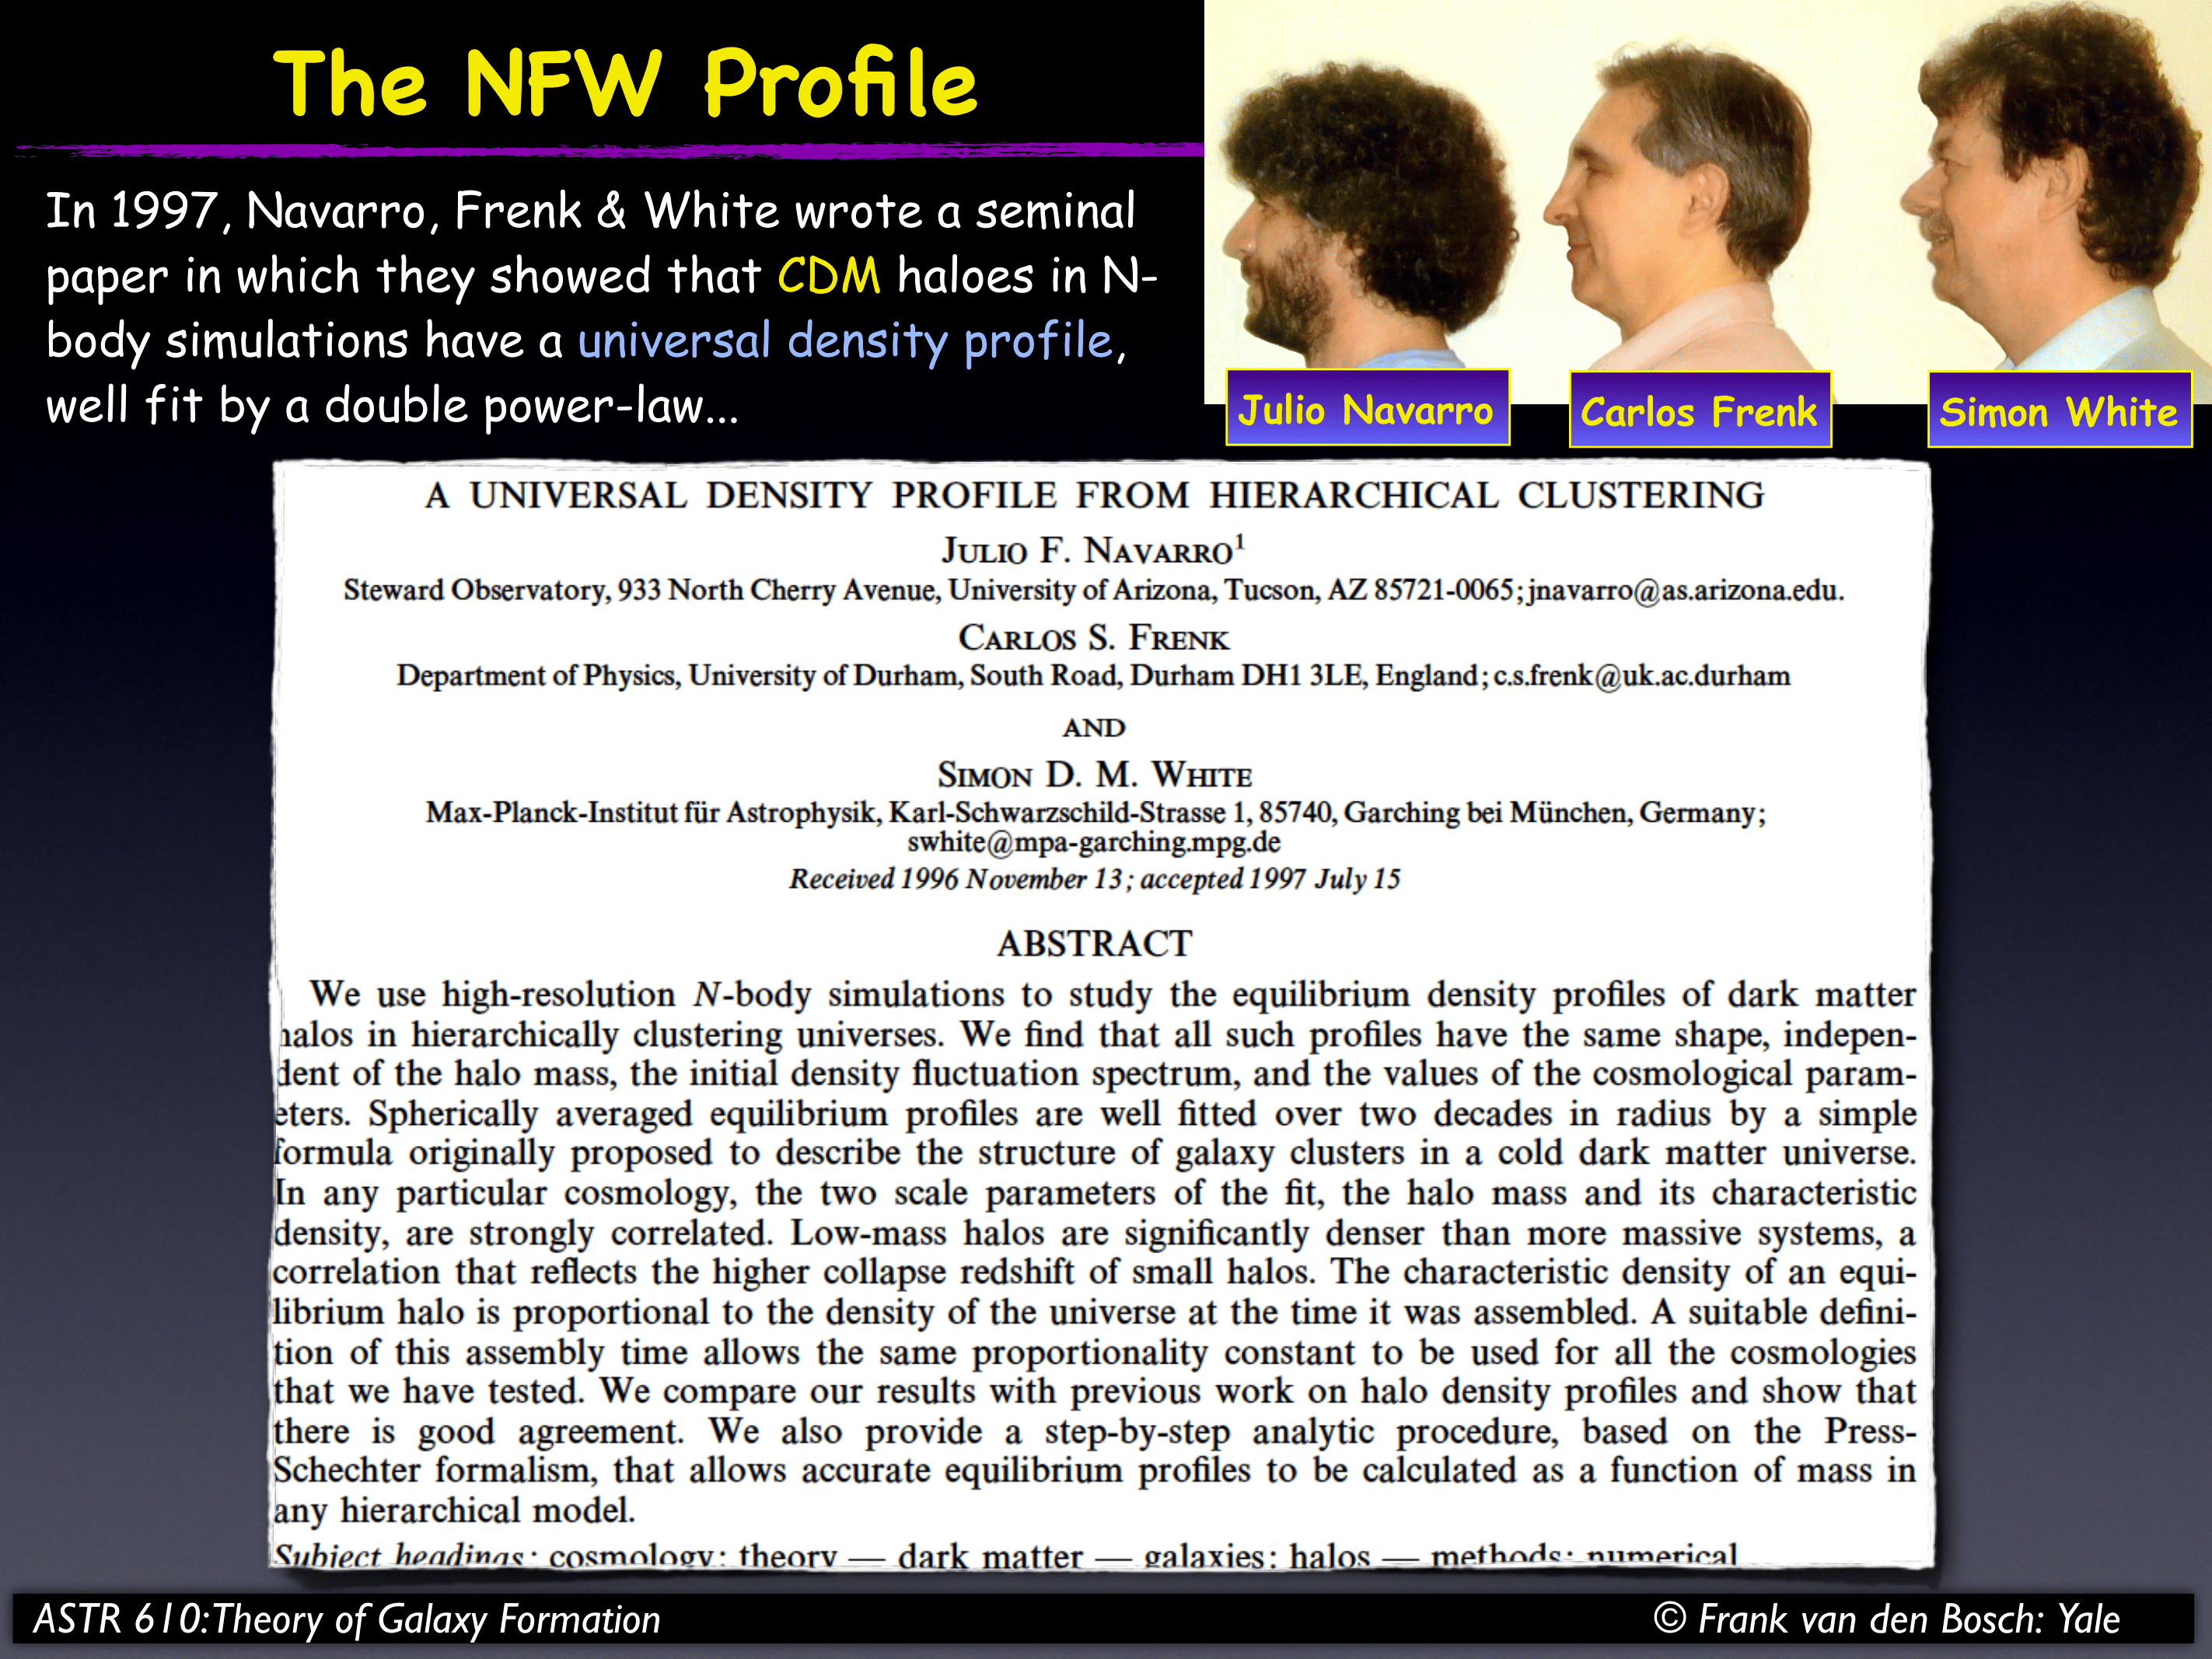 The NFW Profile
In 1997, Navarro, Frenk & White wrote a seminal
paper in which they showed that CDM haloes in N-
body simulations have a universal density profile,
well fit by a double power-law...
Julio Navarro
Carlos Frenk
Simon White
A UNIVERSAL DENSITY PROFILE FROM HIERARCHICAL CLUSTERING
JULIO F. NAVARRO1
Steward Observatory, 933 North Cherry Avenue, University of Arizona, Tucson, AZ 85721-0065; jnavarro@as.arizona.edu.
CARLOS S. FRENK
Department of Physics, University of Durham, South Road, Durham DH1 3LE, England; c.s.frenk@uk.ac.durham
AND
SIMON D. M. WHITE
Max-Planck-Institut für Astrophysik, Karl-Schwarzschild-Strasse 1, 85740, Garching bei München, Germany;
swhite@mpa-garching.mpg.de
Received 1996 November 13; accepted 1997 July 15
ABSTRACT
We use high-resolution N-body simulations to study the equilibrium density profiles of dark matter
halos in hierarchically clustering universes. We find that all such profiles have the same shape, indepen-
dent of the halo mass, the initial density fluctuation spectrum, and the values of the cosmological param-
eters. Spherically averaged equilibrium profiles are well fitted over two decades in radius by a simple
formula originally proposed to describe the structure of galaxy clusters in a cold dark matter universe.
In any particular cosmology, the two scale parameters of the fit, the halo mass and its characteristic
density, are strongly correlated. Low-mass halos are significantly denser than more massive systems, a
correlation that reflects the higher collapse redshift of small halos. The characteristic density of an equi-
librium halo is proportional to the density of the universe at the time it was assembled. A suitable defini-
tion of this assembly time allows the same proportionality constant to be used for all the cosmologies
that we have tested. We compare our results with previous work on halo density profiles and show that
there is good agreement. We also provide a step-by-step analytic procedure, based on the Press-
Schechter formalism, that allows accurate equilibrium profiles to be calculated as a function of mass in
any hierarchical model.
Subject headings: cosmology: theory — dark matter — galaxies: halos — methods: numerical
ASTR 610:Theory of Galaxy Formation
© Frank van den Bosch: Yale